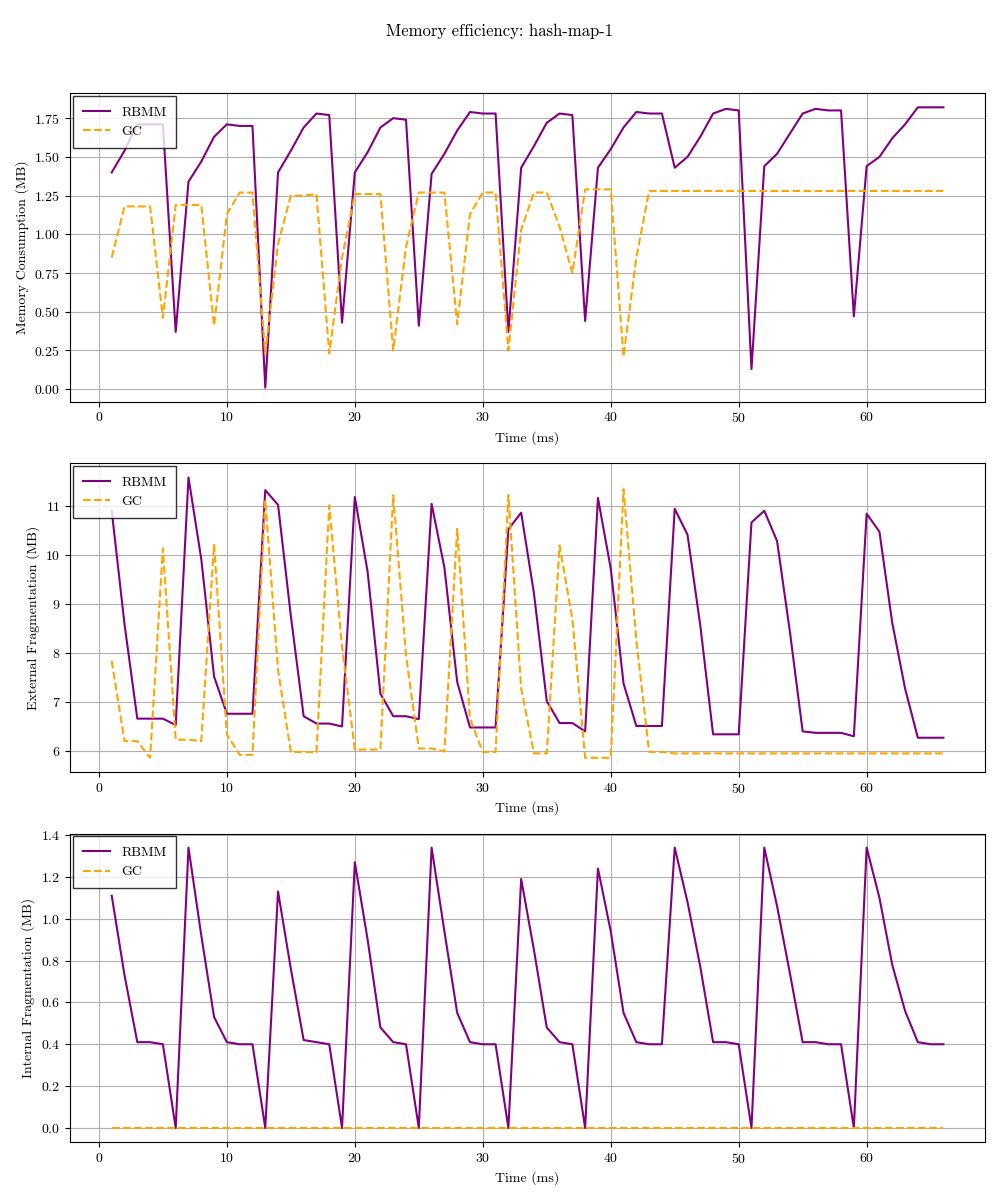 Memory efficiency: hash-map-1
RBMM
GC
Memory Consumption (MB)
1.75
1.50
1.25
1.00
0.75
0.50
0.25
0.00
0 10 20 30 40 50 60
Time (ms)
RBMM
GC
External Fragmentation (MB)
11
10
9
8
7
6
0 10 20 30 40 50 60
Time (ms)
RBMM
GC
Internal Fragmentation (MB)
1.4
1.2
1.0
0.8
0.6
0.4
0.2
0.0
0 10 20 30 40 50 60
Time (ms)